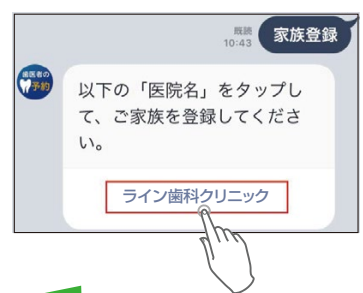 既読
10:43
家族登録
歯医者の
予約
以下の「医院名」をタップし
て、ご家族を登録してくださ
い。
ライン歯科クリニック